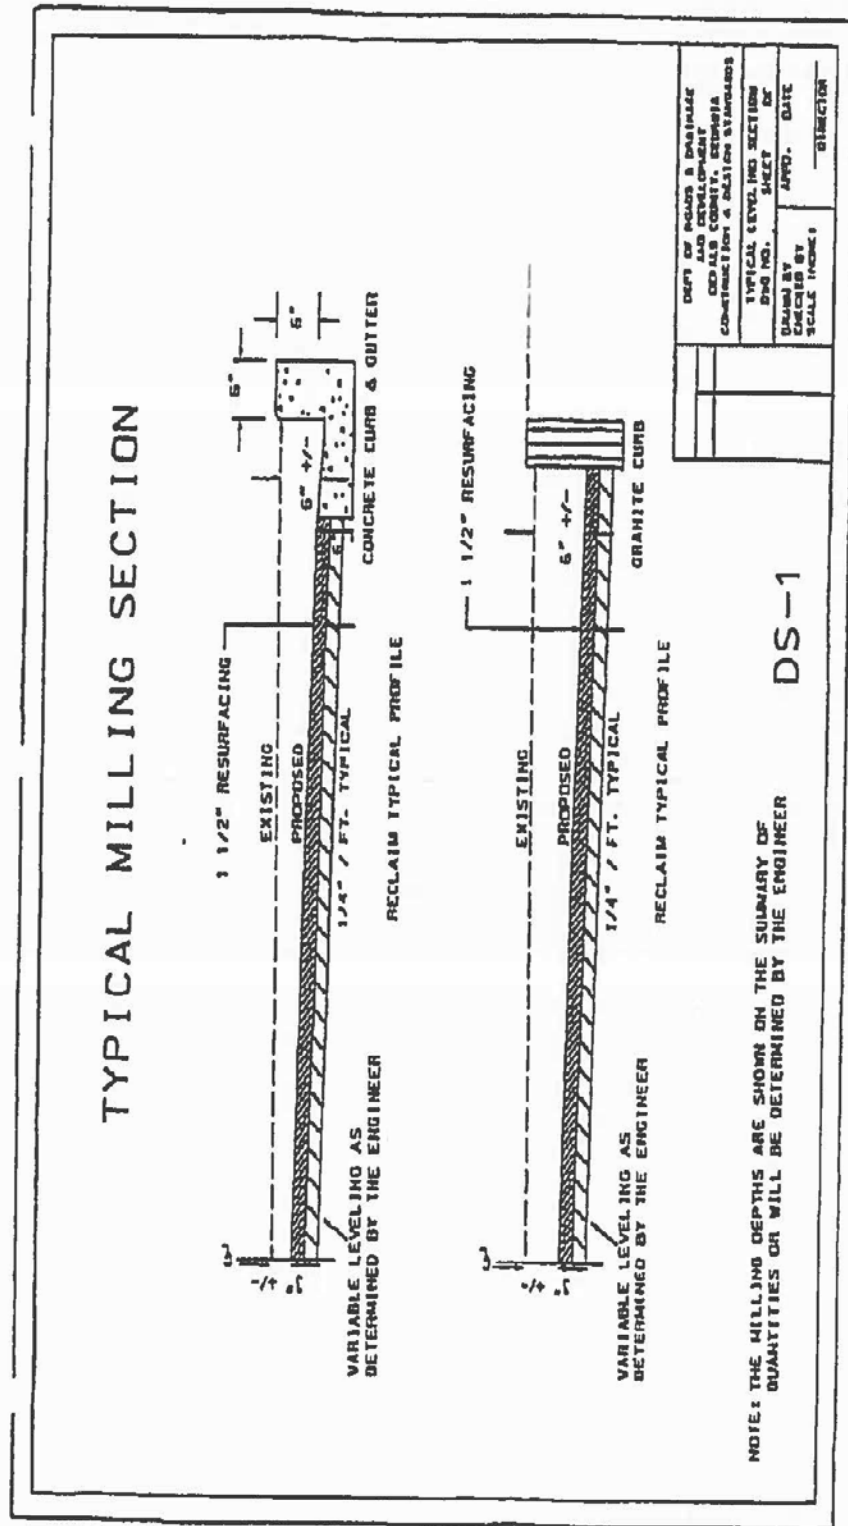 TYPICAL MILLING SECTION
1 1/2" RESURFACING
EXISTING
PROPOSED
1/4" / FT. TYPICAL
RECLAIM TYPICAL PROFILE
VARIABLE LEVELING AS
DETERMINED BY THE ENGINEER
3" +/-
6"
6"
6" +/-
6"
CONCRETE CURB & GUTTER
1 1/2" RESURFACING
EXISTING
PROPOSED
1/4" / FT. TYPICAL
RECLAIM TYPICAL PROFILE
VARIABLE LEVELING AS
DETERMINED BY THE ENGINEER
3" +/-
6" +/-
GRANITE CURB
NOTE: THE MILLING DEPTHS ARE SHOWN ON THE SUMMARY OF
QUANTITIES OR WILL BE DETERMINED BY THE ENGINEER
DS-1
DEPT OF ROADS & DRAINAGE
AND DEVELOPMENT
DEKALB COUNTY, GEORGIA
CONSTRUCTION & DESIGN STANDARDS
TYPICAL LEVELING SECTION
DWG NO. SHEET OF
DRAWN BY APPD. DATE
CHECKED BY
SCALE INCHES DIRECTOR